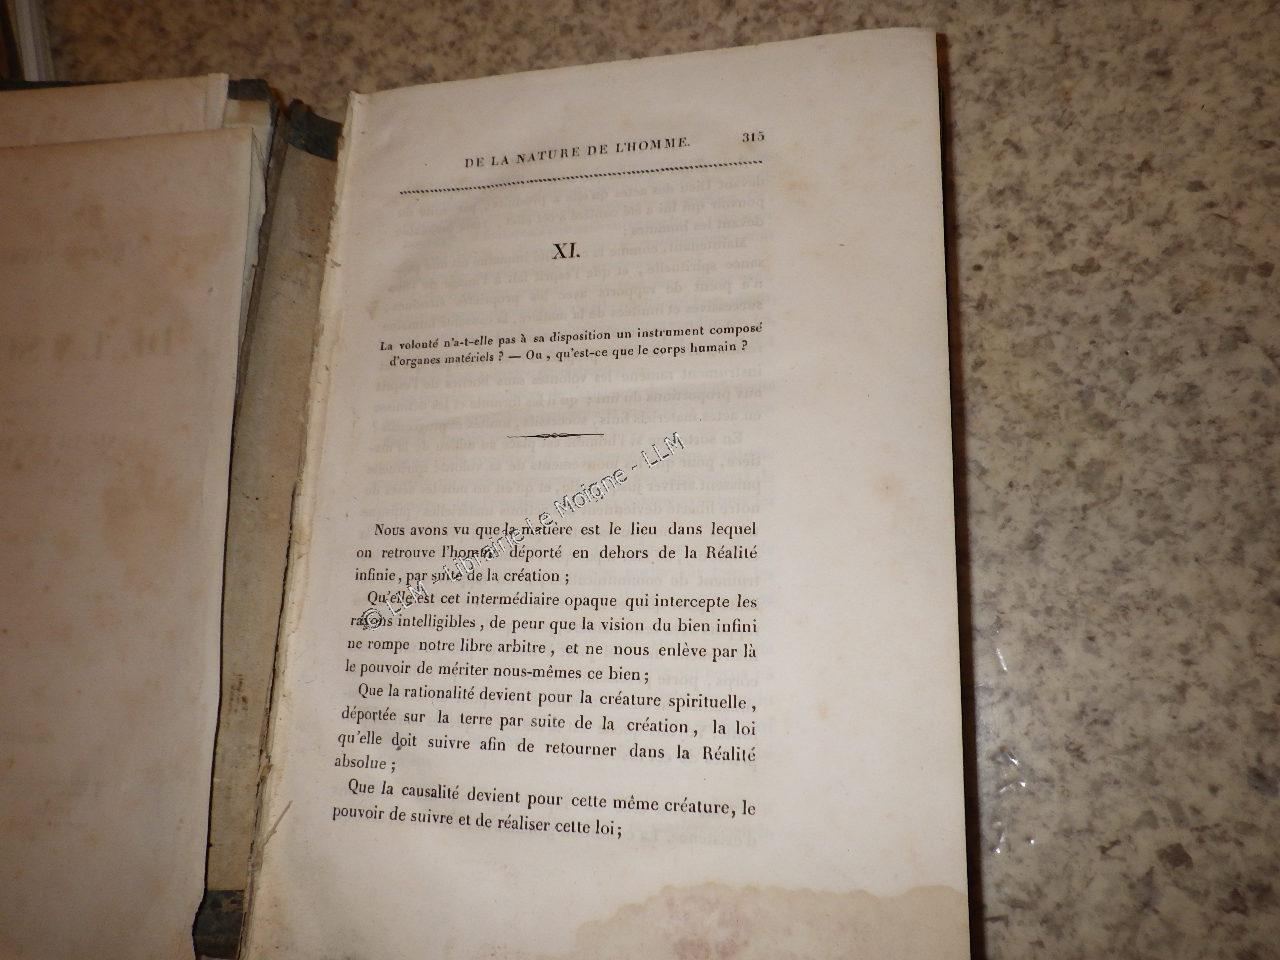 DE LA NATURE DE L'HOMME. 315
XI.
La volonté n'a-t-elle pas à sa disposition un instrument composé
d'organes matériels ? — Ou, qu'est-ce que le corps humain ?
Nous avons vu que la matière est le lieu dans lequel
on retrouve l'homme déporté en dehors de la Réalité
infinie, par suite de la création ;
Qu'elle est cet intermédiaire opaque qui intercepte les
rayons intelligibles, de peur que la vision du bien infini
ne rompe notre libre arbitre, et ne nous enlève par là
le pouvoir de mériter nous-mêmes ce bien ;
Que la rationalité devient pour la créature spirituelle,
déportée sur la terre par suite de la création, la loi
qu'elle doit suivre afin de retourner dans la Réalité
absolue ;
Que la causalité devient pour cette même créature, le
pouvoir de suivre et de réaliser cette loi ;
© LLM - Librairie Le Moigne - LLM